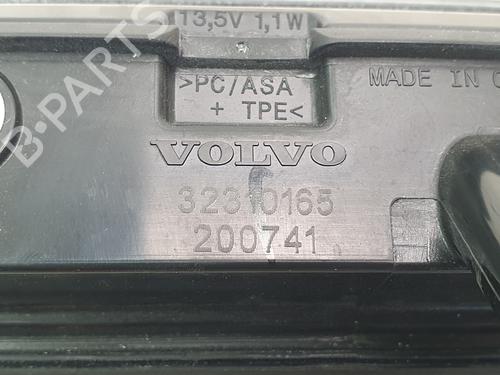 13,5V 1,1W
>PC/ASA
+ TPE<
MADE IN
VOLVO
32310165
200741
B-PARTS